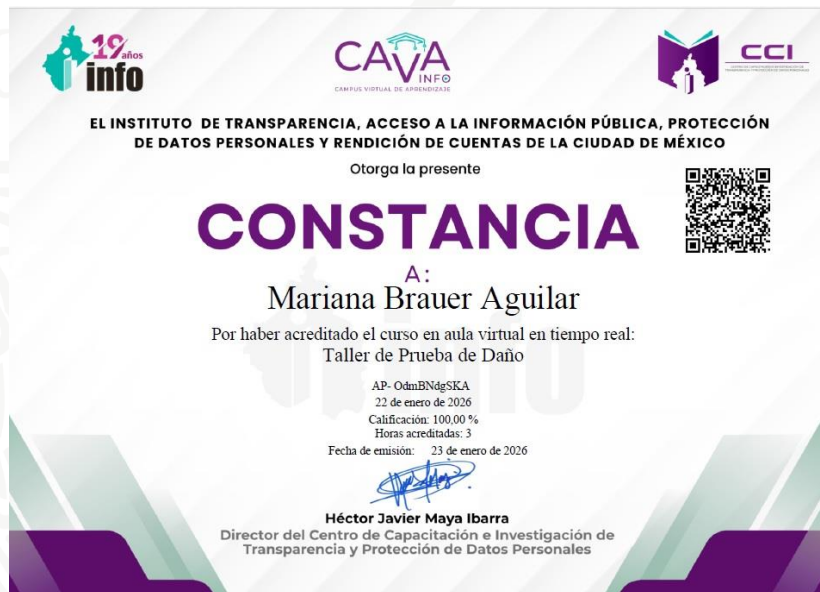 19 años
info
CAVA
INFO
CAMPUS VIRTUAL DE APRENDIZAJE
CCI
EL INSTITUTO DE TRANSPARENCIA, ACCESO A LA INFORMACIÓN PÚBLICA, PROTECCIÓN
DE DATOS PERSONALES Y RENDICIÓN DE CUENTAS DE LA CIUDAD DE MÉXICO
Otorga la presente
CONSTANCIA
A:
Mariana Brauer Aguilar
Por haber acreditado el curso en aula virtual en tiempo real:
Taller de Prueba de Daño
AP- OdmBNdgSKA
22 de enero de 2026
Calificación: 100,00 %
Horas acreditadas: 3
Fecha de emisión: 23 de enero de 2026
Héctor Javier Maya Ibarra
Director del Centro de Capacitación e Investigación de
Transparencia y Protección de Datos Personales